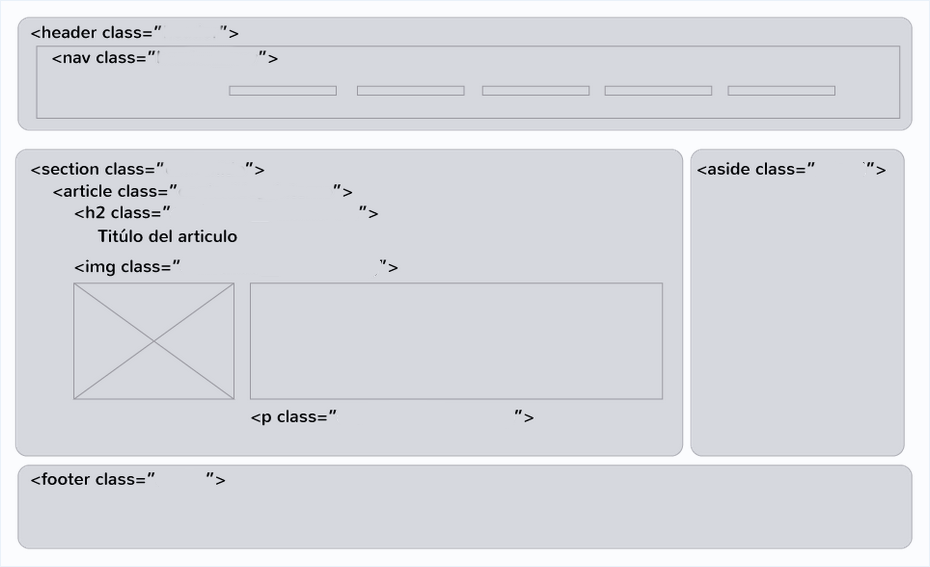 <header class=” ”>
<nav class=” ”>
<section class=” ”>
<article class=” ”>
<h2 class=” ”>
Titúlo del articulo
<img class=” ”>
<p class=” ”>
<aside class=” ”>
<footer class=” ”>